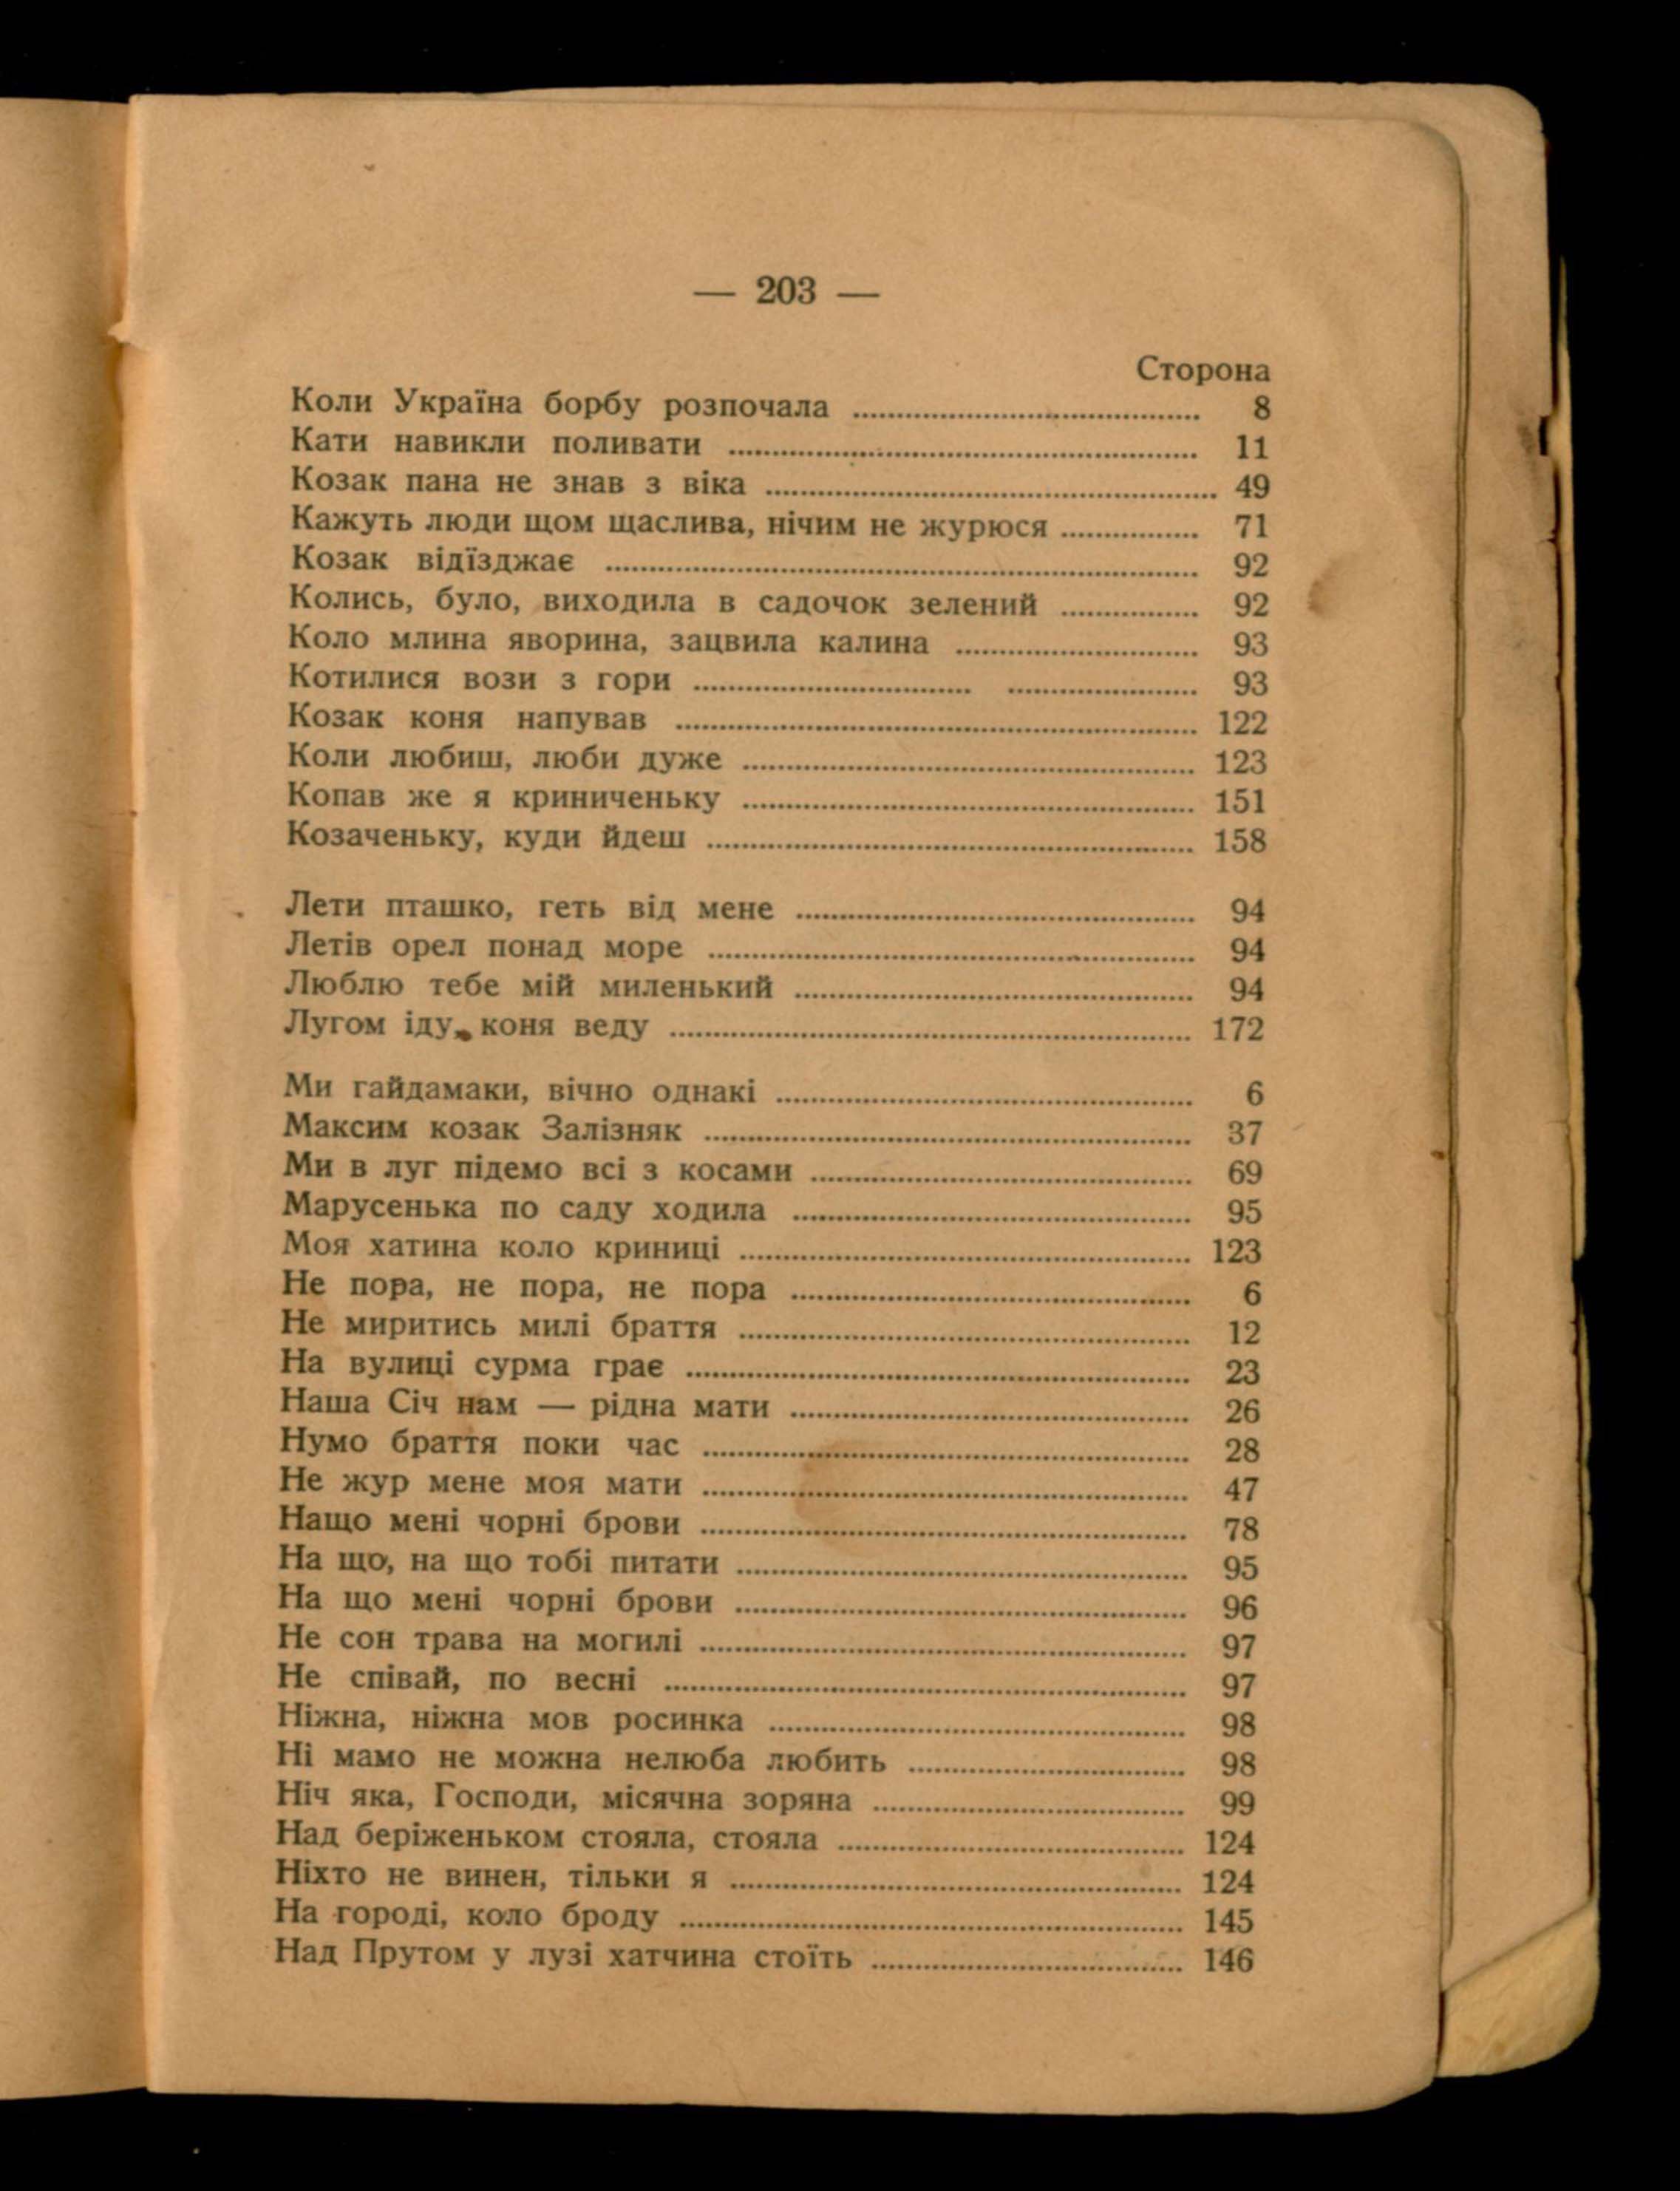 — 203 —
Сторона
Коли Україна борбу розпочала ........ 8
Кати навикли поливати ........ 11
Козак пана не знав з віка ........ 49
Кажуть люди щом щаслива, нічим не журюся ........ 71
Козак відїзджає ........ 92
Колись, було, виходила в садочок зелений ........ 92
Коло млина яворина, зацвила калина ........ 93
Котилися вози з гори ........ 93
Козак коня напував ........ 122
Коли любиш, люби дуже ........ 123
Копав же я криниченьку ........ 151
Козаченьку, куди йдеш ........ 158
Лети пташко, геть від мене ........ 94
Летів орел понад море ........ 94
Люблю тебе мій миленький ........ 94
Лугом іду, коня веду ........ 172
Ми гайдамаки, вічно однакі ........ 6
Максим козак Залізняк ........ 37
Ми в луг підемо всі з косами ........ 69
Марусенька по саду ходила ........ 95
Моя хатина коло криниці ........ 123
Не пора, не пора, не пора ........ 6
Не миритись милі браття ........ 12
На вулиці сурма грає ........ 23
Наша Січ нам — рідна мати ........ 26
Нумо браття поки час ........ 28
Не жур мене моя мати ........ 47
Нащо мені чорні брови ........ 78
На що, на що тобі питати ........ 95
На що мені чорні брови ........ 96
Не сон трава на могилі ........ 97
Не співай, по весні ........ 97
Ніжна, ніжна мов росинка ........ 98
Ні мамо не можна нелюба любить ........ 98
Ніч яка, Господи, місячна зоряна ........ 99
Над беріженьком стояла, стояла ........ 124
Ніхто не винен, тільки я ........ 124
На городі, коло броду ........ 145
Над Прутом у лузі хатчина стоїть ........ 146